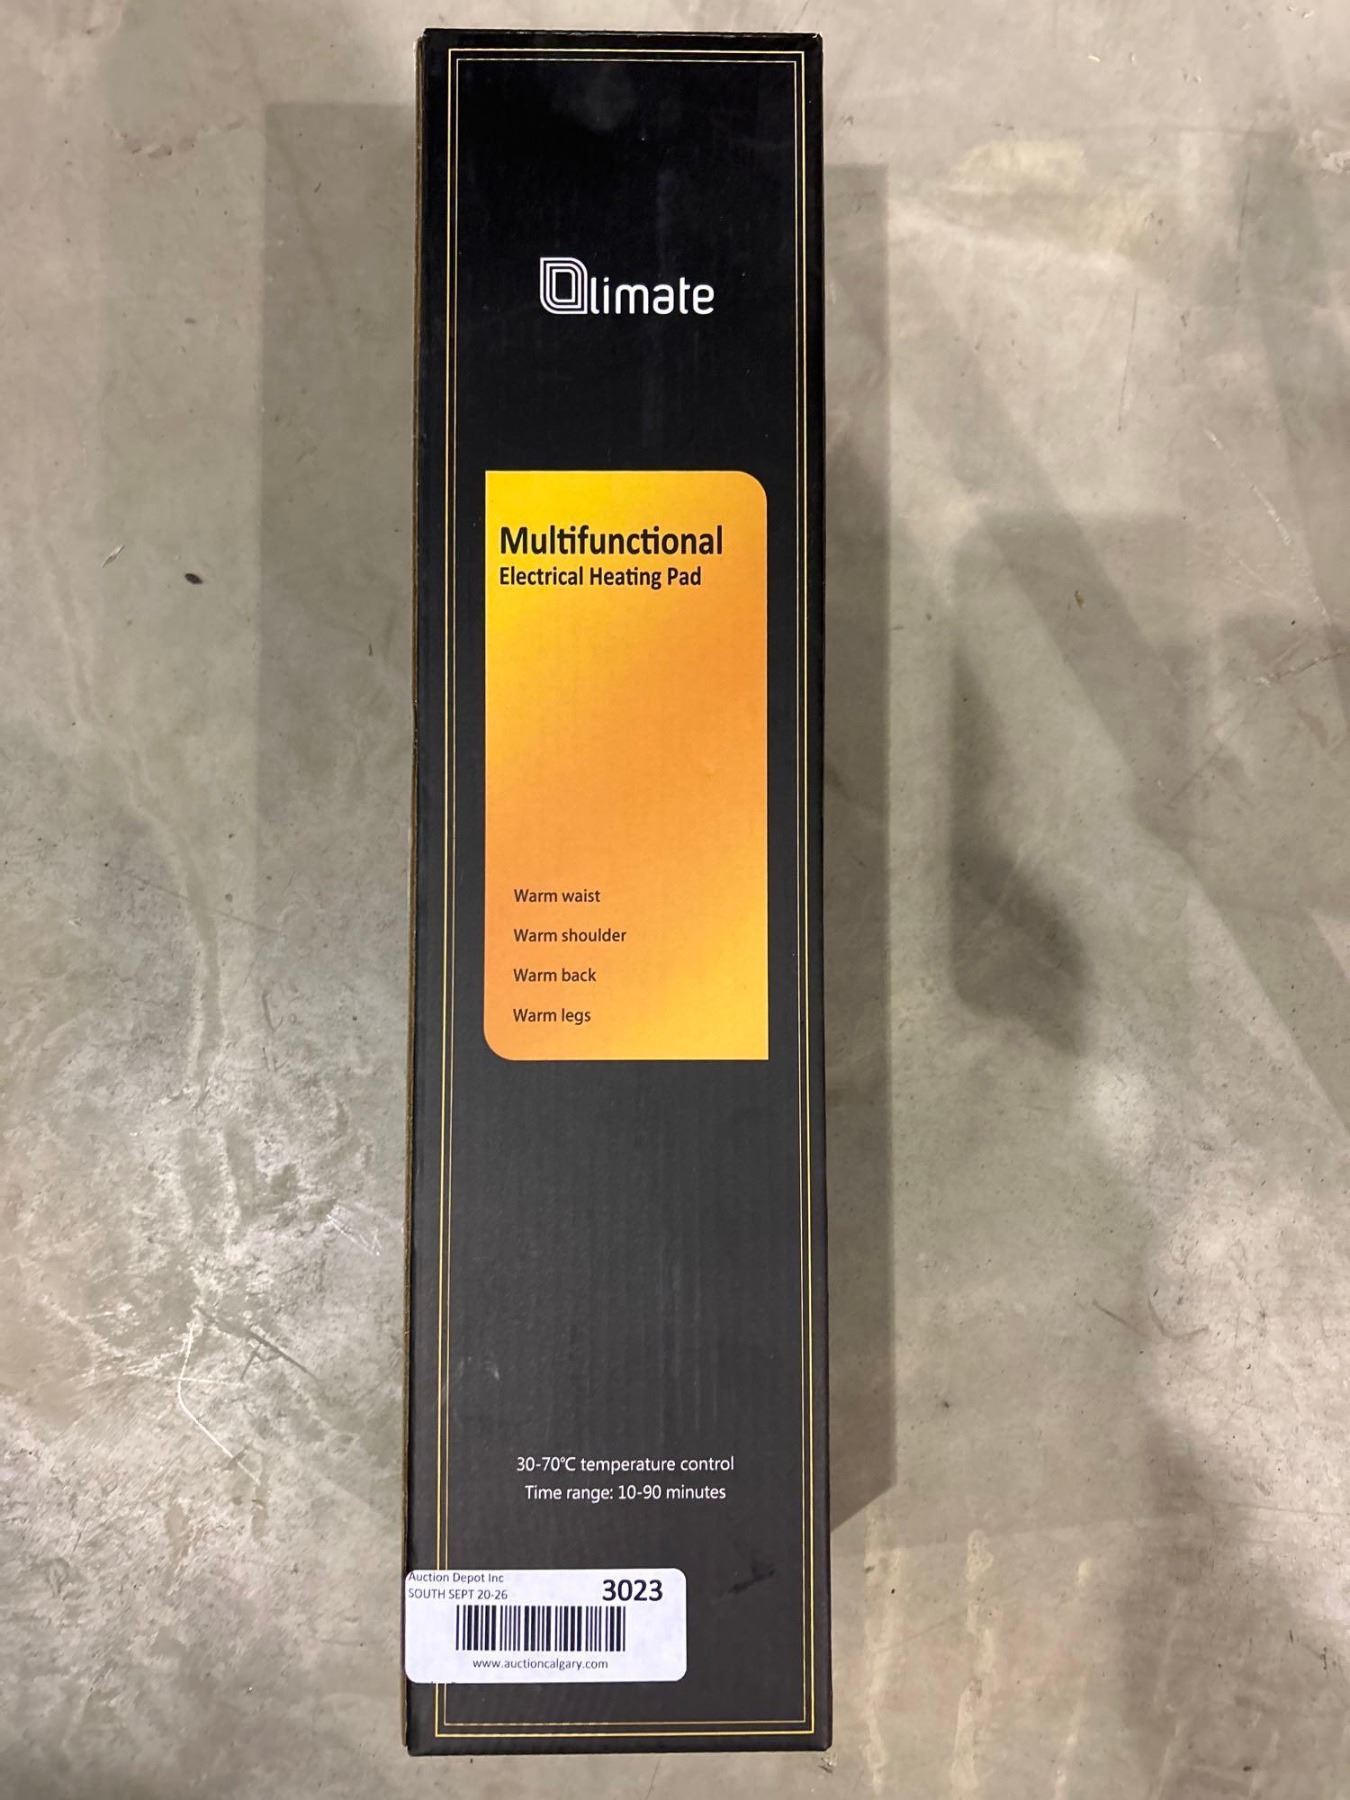 Olimate
Multifunctional
Electrical Heating Pad
Warm waist
Warm shoulder
Warm back
Warm legs
30-70℃ temperature control
Time range: 10-90 minutes
Auction Depot Inc
SOUTH SEPT 20-26
3023
www.auctioncalgary.com